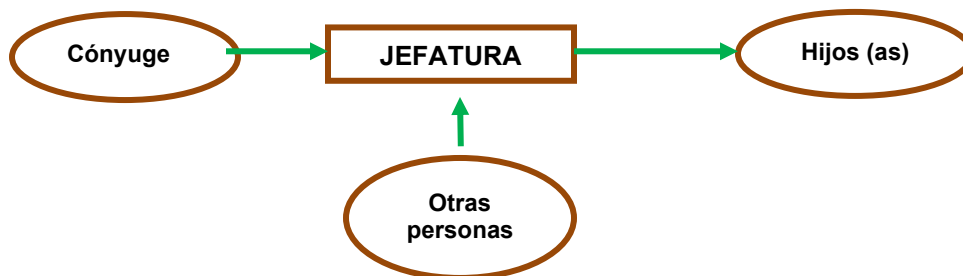 Cónyuge
JEFATURA
Hijos (as)
Otras
personas